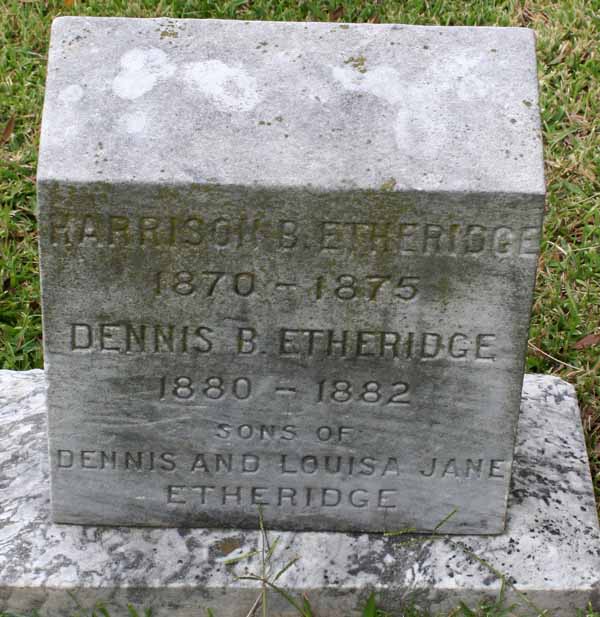 HARRISON B. ETHERIDGE
1870 - 1875
DENNIS B. ETHERIDGE
1880 - 1882
SONS OF
DENNIS AND LOUISA JANE
ETHERIDGE